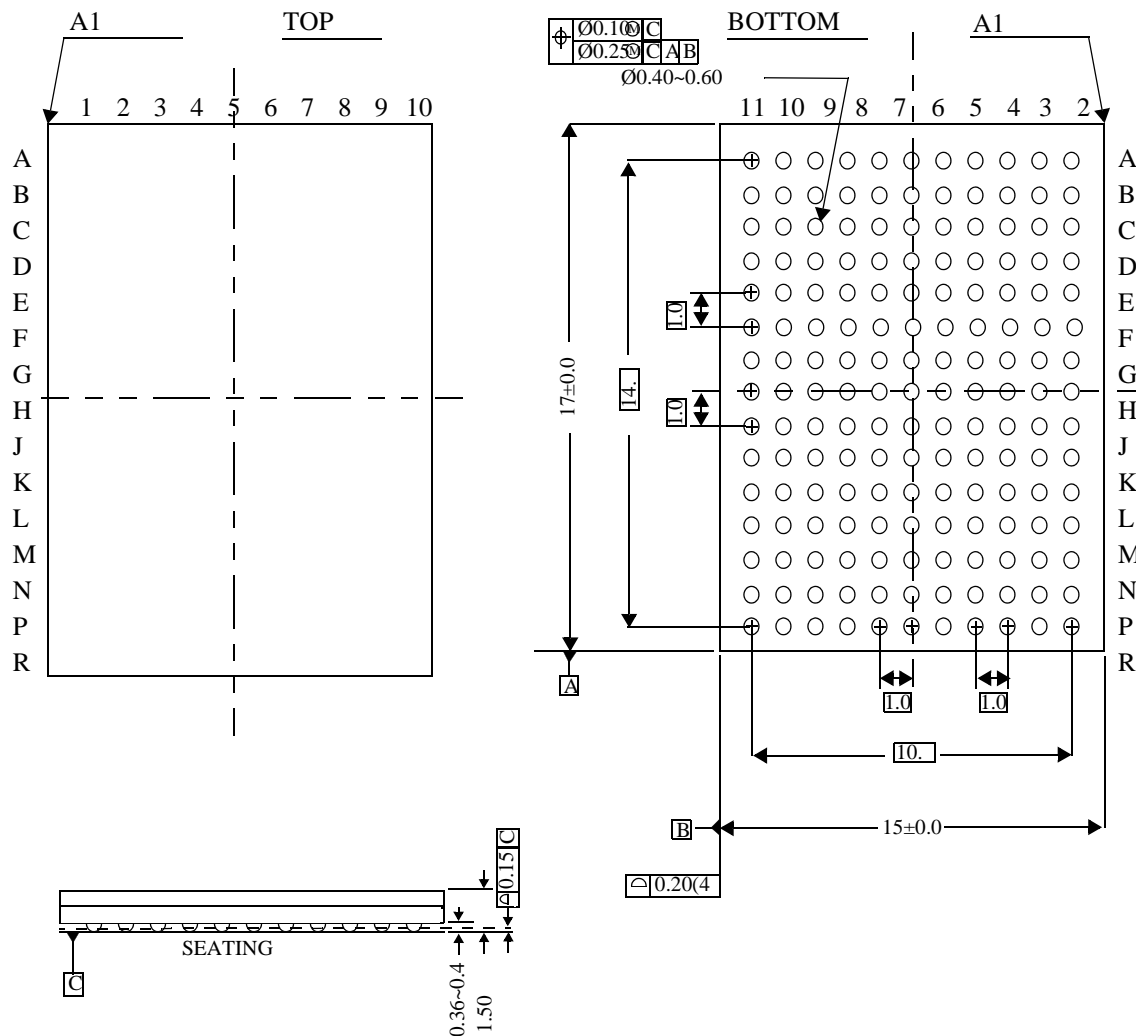 A1 TOP
1 2 3 4 5 6 7 8 9 10
A
B
C
D
E
F
G
H
J
K
L
M
N
P
R
Ø0.10Ⓜ C
Ø0.25Ⓜ C A B
Ø0.40~0.60
BOTTOM A1
11 10 9 8 7 6 5 4 3 2
A
B
C
D
E
F
G
H
J
K
L
M
N
P
R
1.0
1.0
14.
17±0.0
A
1.0 1.0
10.
B 15±0.0
0.20(4
0.15 C
SEATING
C
0.36~0.4
1.50